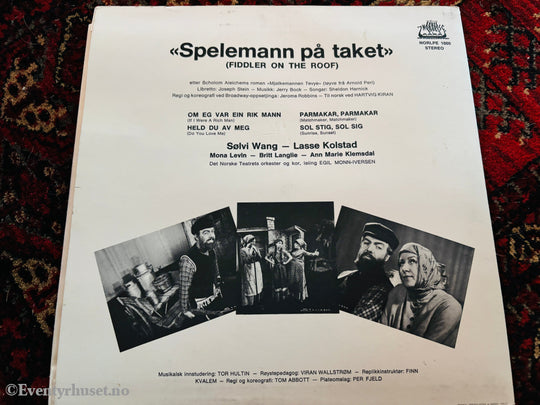 NORLPE 1000
STEREO
«Spelemann på taket»
(FIDDLER ON THE ROOF)
etter Scholom Aleichems roman «Mjølkemannen Tevye» (løyve frå Arnold Perl)
Libretto: Joseph Stein — Musikk: Jerry Bock — Songar: Sheldon Harnick
Regi og koreografi ved Broadway-oppsetjinga: Jerome Robbins — Til norsk ved HARTVIG KIRAN
OM EG VAR EIN RIK MANN
(If I Were A Rich Man)
HELD DU AV MEG
(Do You Love Me)
PARMAKAR, PARMAKAR
(Matchmaker, Matchmaker)
SOL STIG, SOL SIG
(Sunrise, Sunset)
Sølvi Wang — Lasse Kolstad
Mona Levin — Britt Langlie — Ann Marie Klemsdal
Det Norske Teatrets orkester og kor, leiing EGIL MONN-IVERSEN
Musikalsk innstudering: TOR HULTIN — Røystepedagog: VIRAN WALLSTRØM — Replikkinstruktør: FINN
KVALEM — Regi og koreografi: TOM ABBOTT — Plateomslag: PER FJELD
©Eventyrhuset.no